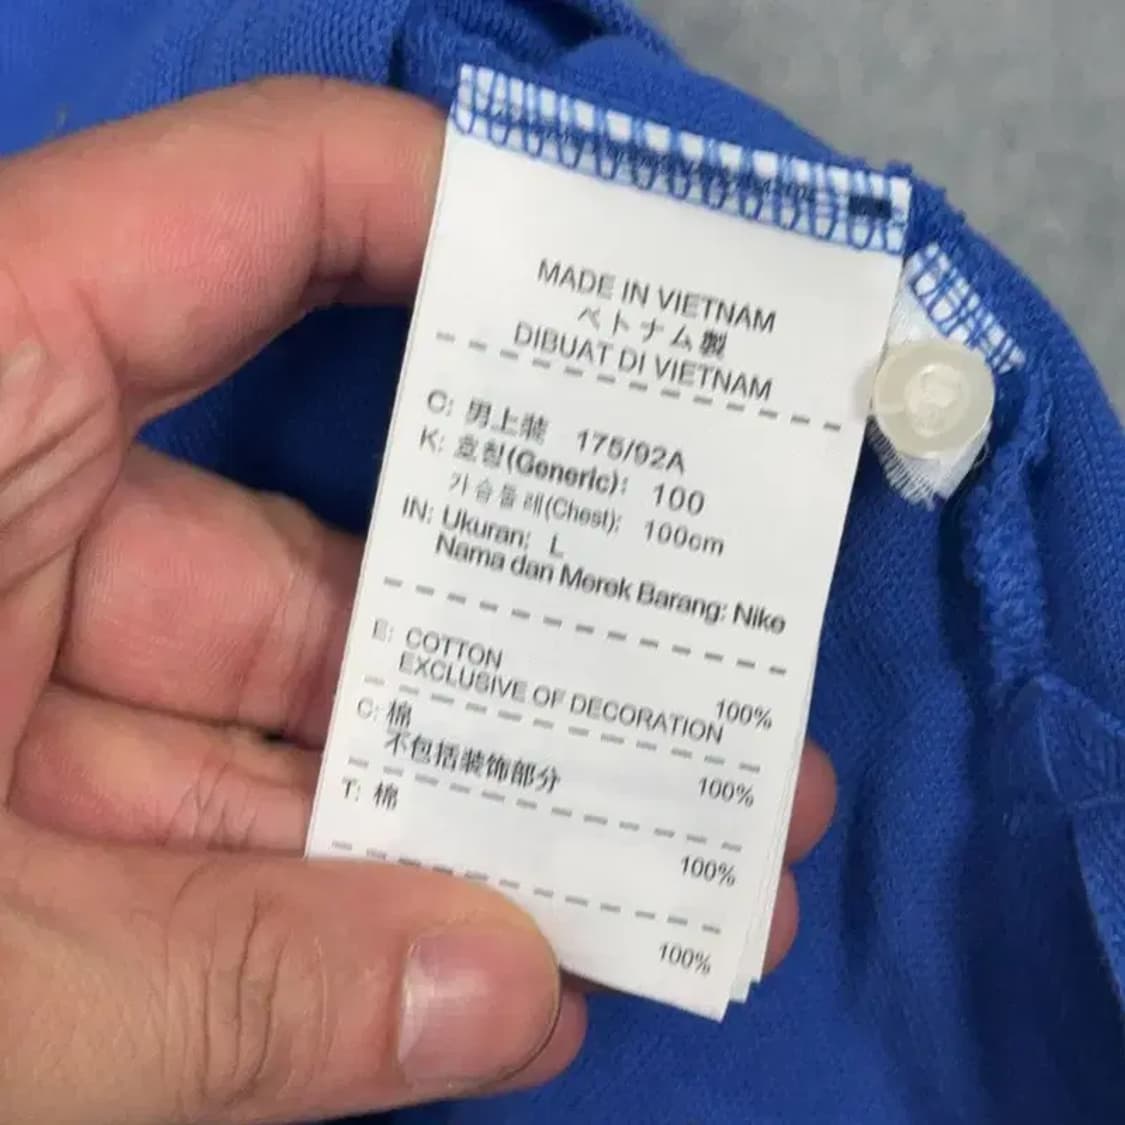 MADE IN VIETNAM
ベトナム製
DIBUAT DI VIETNAM
C: 男上装 175/92A
K: 호칭(Generic): 100
가슴둘레(Chest): 100cm
IN: Ukuran: L
Nama dan Merek Barang: Nike
E: COTTON 100%
EXCLUSIVE OF DECORATION
C: 棉 100%
不包括装饰部分
T: 棉 100%
100%